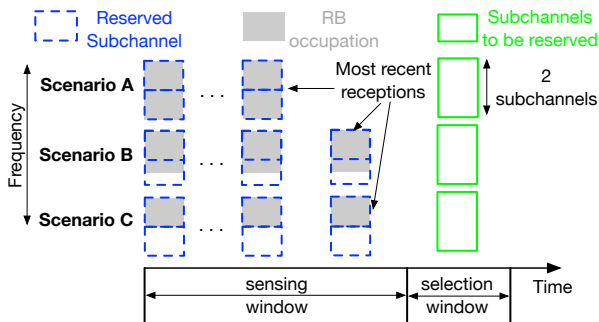 Reserved
Subchannel
RB
occupation
Subchannels
to be reserved
Frequency
Scenario A
. . .
Most recent
receptions
2
subchannels
Scenario B
. . .
Scenario C
. . .
sensing
window
selection
window
Time